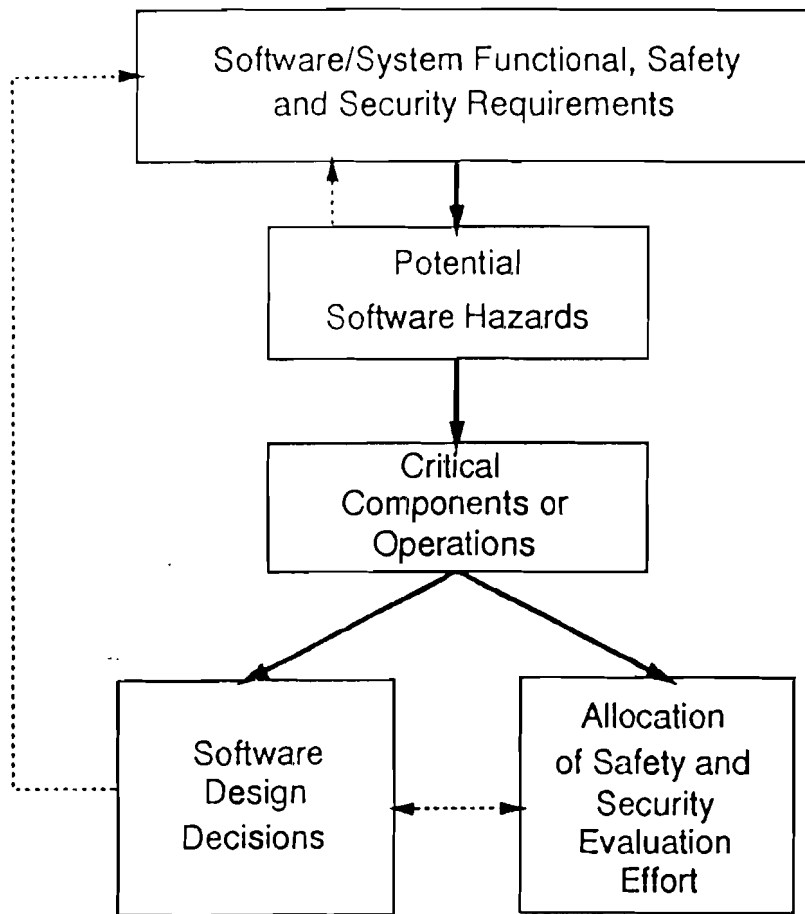 Software/System Functional, Safety
and Security Requirements
Potential
Software Hazards
Critical
Components or
Operations
Software
Design
Decisions
Allocation
of Safety and
Security
Evaluation
Effort